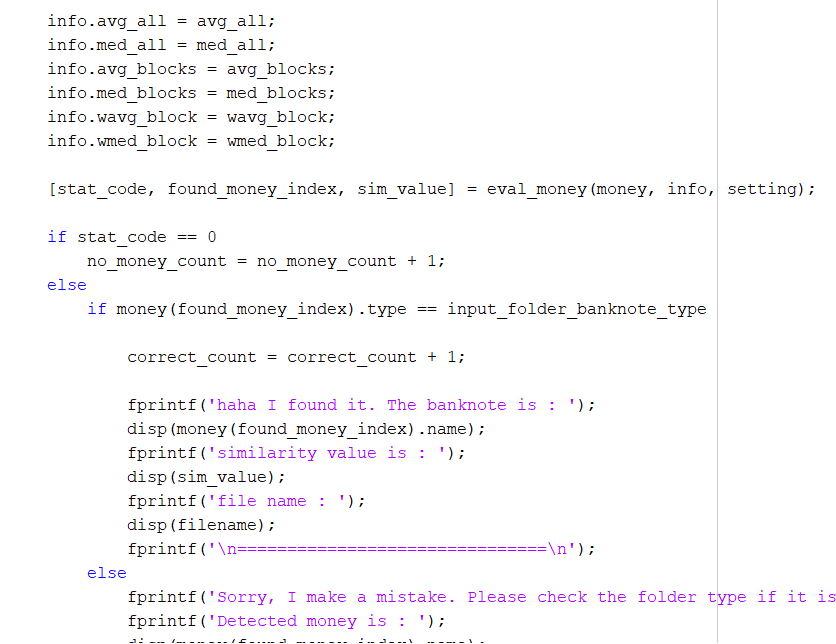 info.avg_all = avg_all;
info.med_all = med_all;
info.avg_blocks = avg_blocks;
info.med_blocks = med_blocks;
info.wavg_block = wavg_block;
info.wmed_block = wmed_block;
[stat_code, found_money_index, sim_value] = eval_money(money, info, setting);
if stat_code == 0
no_money_count = no_money_count + 1;
else
if money(found_money_index).type == input_folder_banknote_type
correct_count = correct_count + 1;
fprintf('haha I found it. The banknote is : ');
disp(money(found_money_index).name);
fprintf('similarity value is : ');
disp(sim_value);
fprintf('file name : ');
disp(filename);
fprintf('\n===============================\n');
else
fprintf('Sorry, I make a mistake. Please check the folder type if it is
fprintf('Detected money is : ');
disp(money(found_money_index).name);